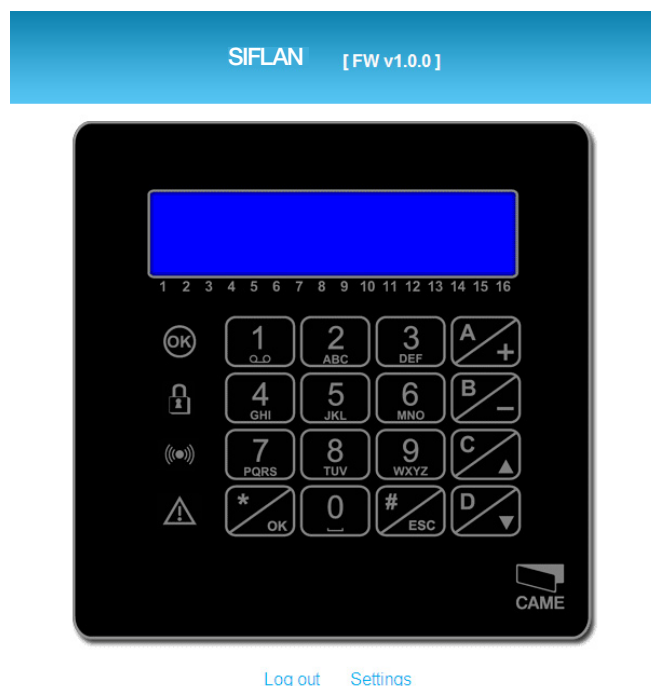 SIFLAN [ FW v1.0.0 ]
1 2 3 4 5 6 7 8 9 10 11 12 13 14 15 16
OK 1 2 ABC 3 DEF A +
4 GHI 5 JKL 6 MNO B −
7 PQRS 8 TUV 9 WXYZ C
* OK 0 # ESC D
CAME
Log out Settings